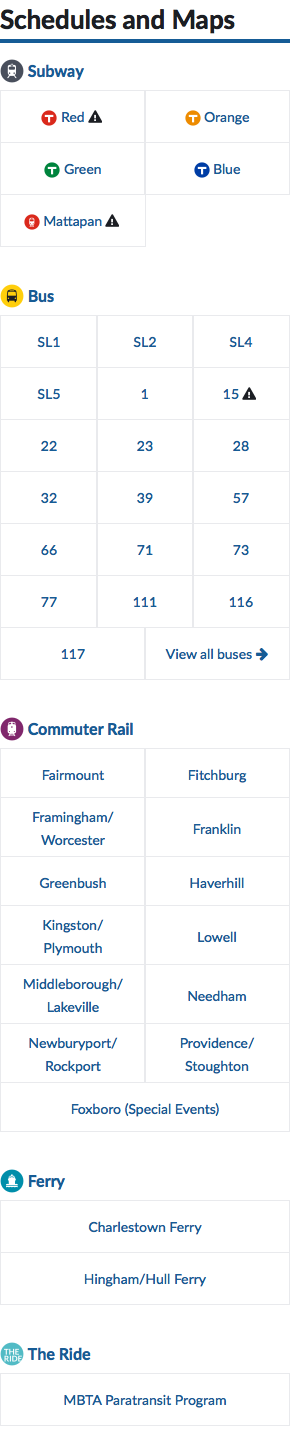 Schedules and Maps
Subway
T Red T Orange
T Green T Blue
Mattapan
Bus
SL1 SL2 SL4
SL5 1 15
22 23 28
32 39 57
66 71 73
77 111 116
117 View all buses
Commuter Rail
Fairmount Fitchburg
Framingham/
Worcester
Franklin
Greenbush Haverhill
Kingston/
Plymouth
Lowell
Middleborough/
Lakeville
Needham
Newburyport/
Rockport
Providence/
Stoughton
Foxboro (Special Events)
Ferry
Charlestown Ferry
Hingham/Hull Ferry
THE
RIDE
The Ride
MBTA Paratransit Program